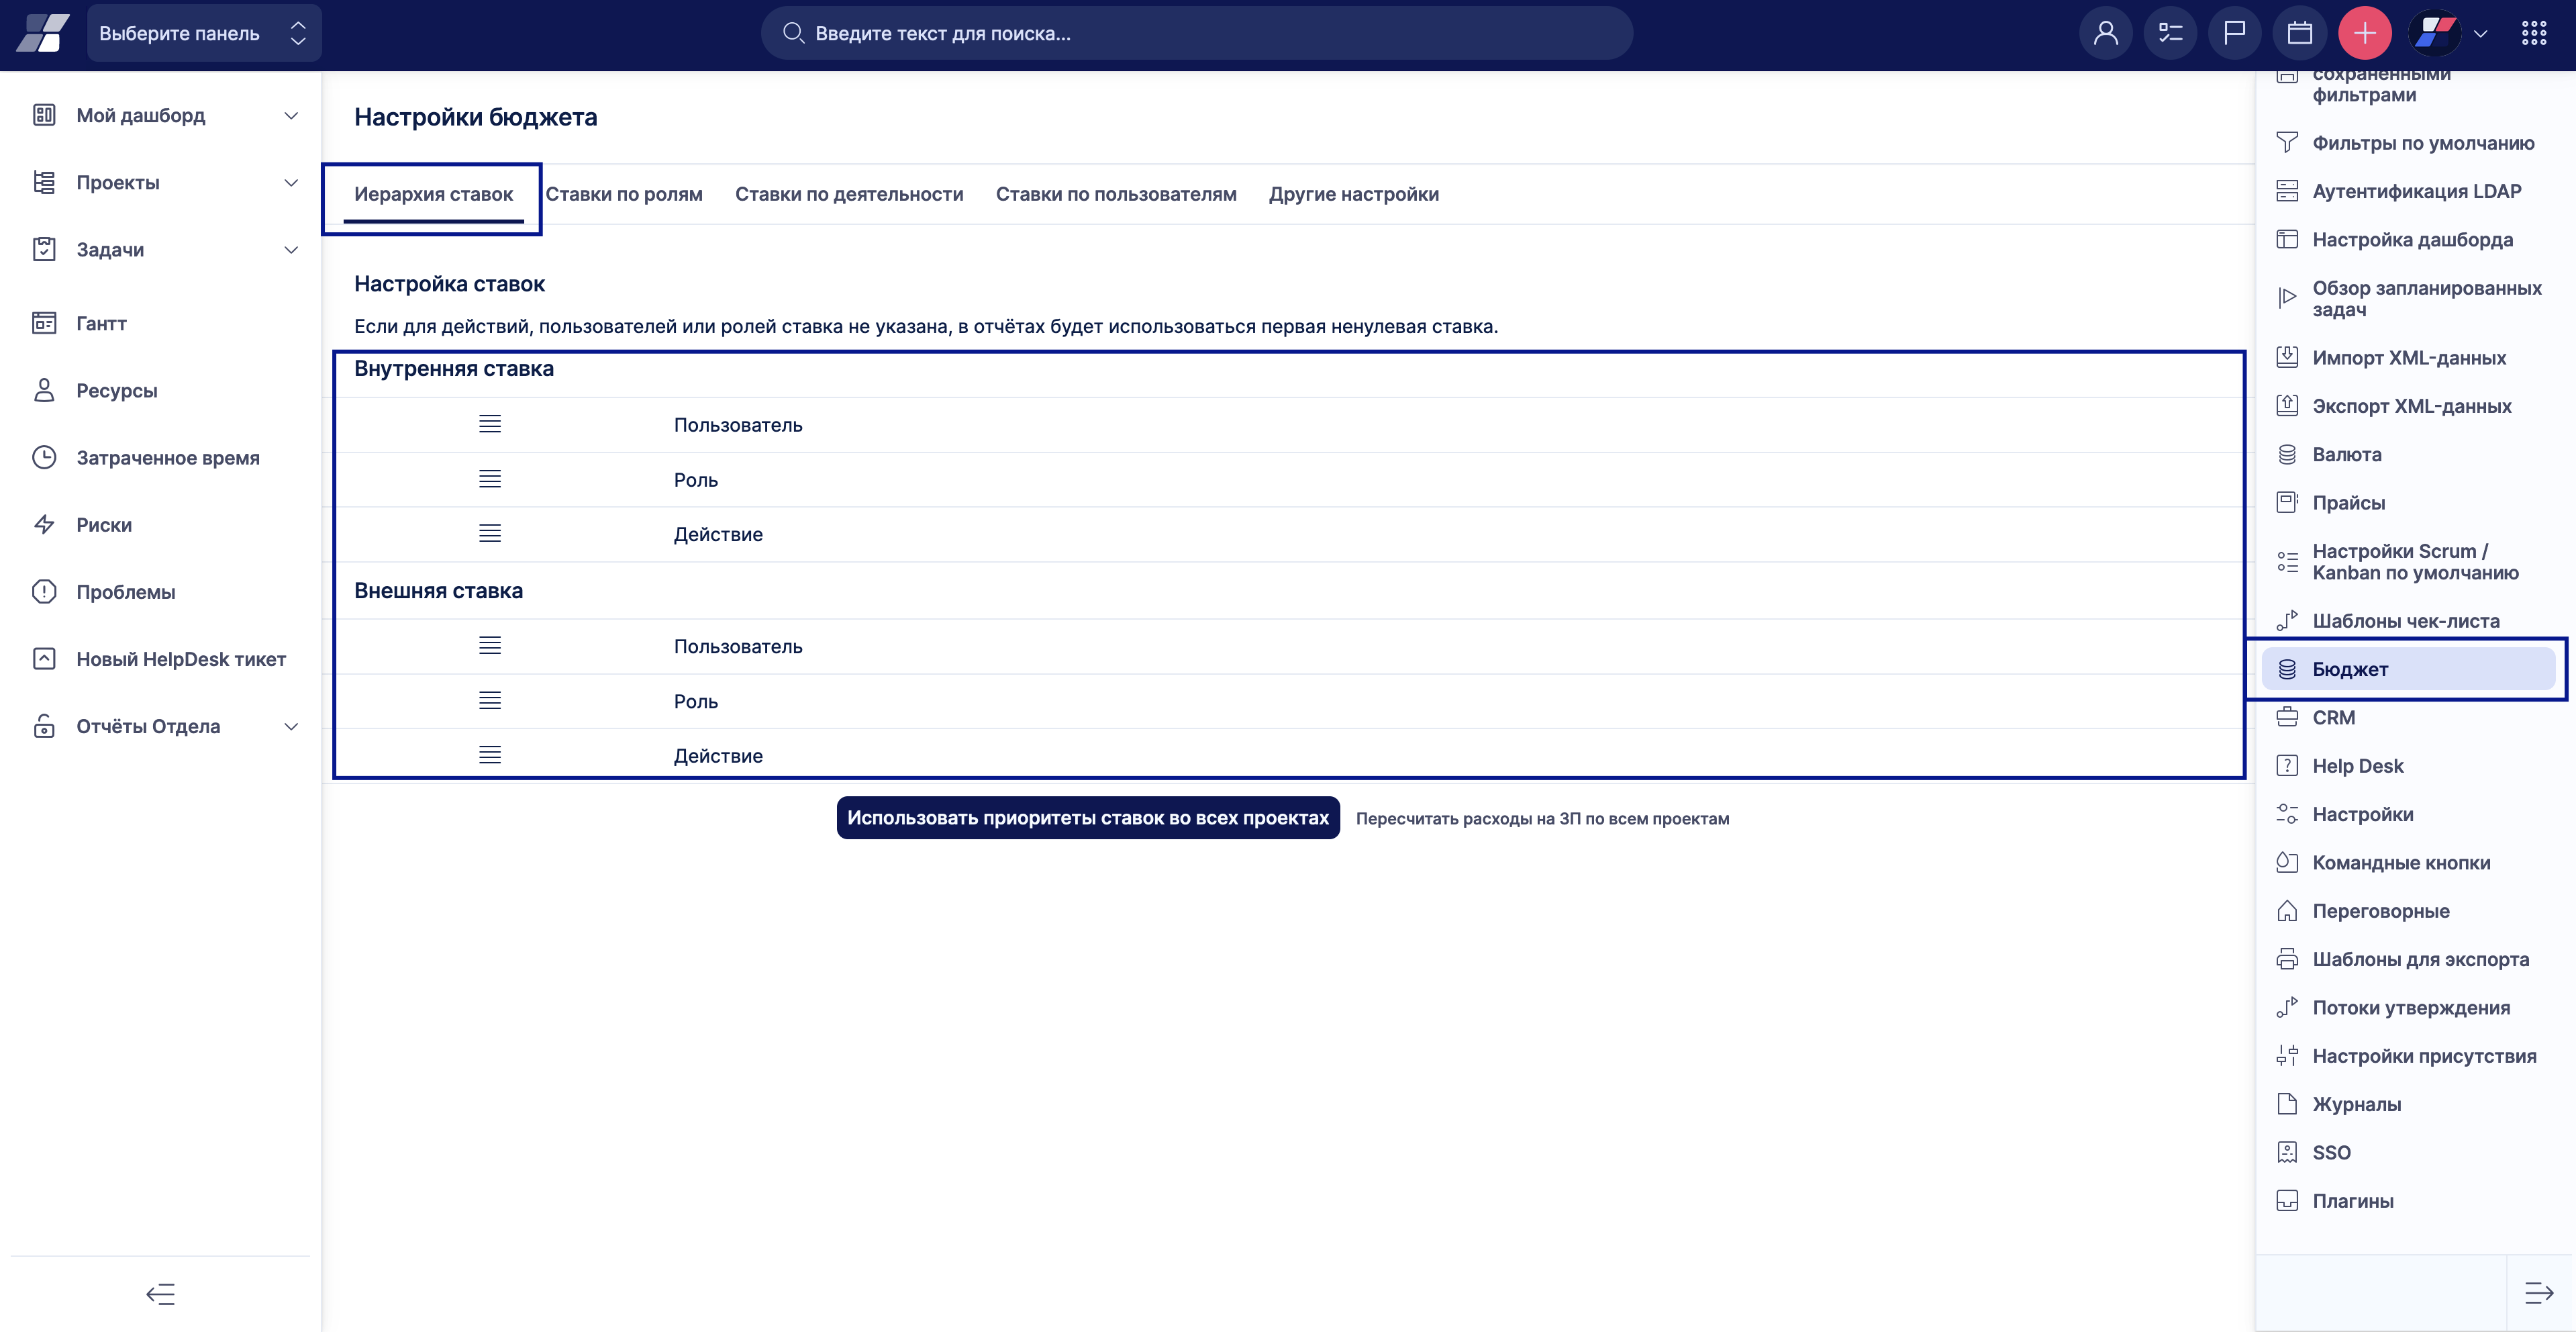 Выберите панель
Введите текст для поиска...
Мой дашборд
Проекты
Задачи
Гантт
Ресурсы
Затраченное время
Риски
Проблемы
Новый HelpDesk тикет
Отчёты Отдела
Настройки бюджета
Иерархия ставок
Ставки по ролям
Ставки по деятельности
Ставки по пользователям
Другие настройки
Настройка ставок
Если для действий, пользователей или ролей ставка не указана, в отчётах будет использоваться первая ненулевая ставка.
Внутренняя ставка
Пользователь
Роль
Действие
Внешняя ставка
Пользователь
Роль
Действие
Использовать приоритеты ставок во всех проектах
Пересчитать расходы на ЗП по всем проектам
сохраненными
фильтрами
Фильтры по умолчанию
Аутентификация LDAP
Настройка дашборда
Обзор запланированных
задач
Импорт XML-данных
Экспорт XML-данных
Валюта
Прайсы
Настройки Scrum /
Kanban по умолчанию
Шаблоны чек-листа
Бюджет
CRM
Help Desk
Настройки
Командные кнопки
Переговорные
Шаблоны для экспорта
Потоки утверждения
Настройки присутствия
Журналы
SSO
Плагины